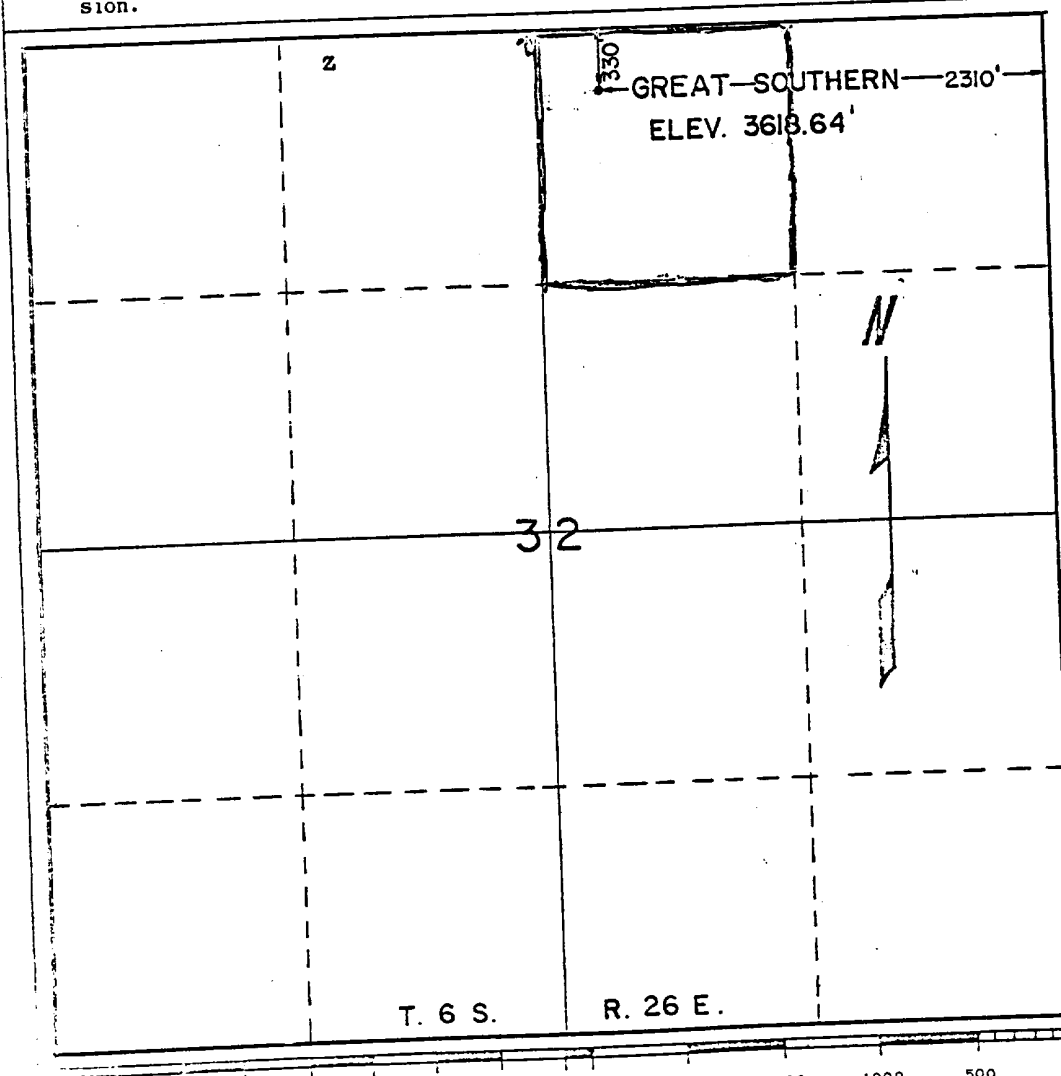 sion.
z
330'
GREAT SOUTHERN 2310'
ELEV. 3618.64'
N
32
T. 6 S. R. 26 E.
1000 500